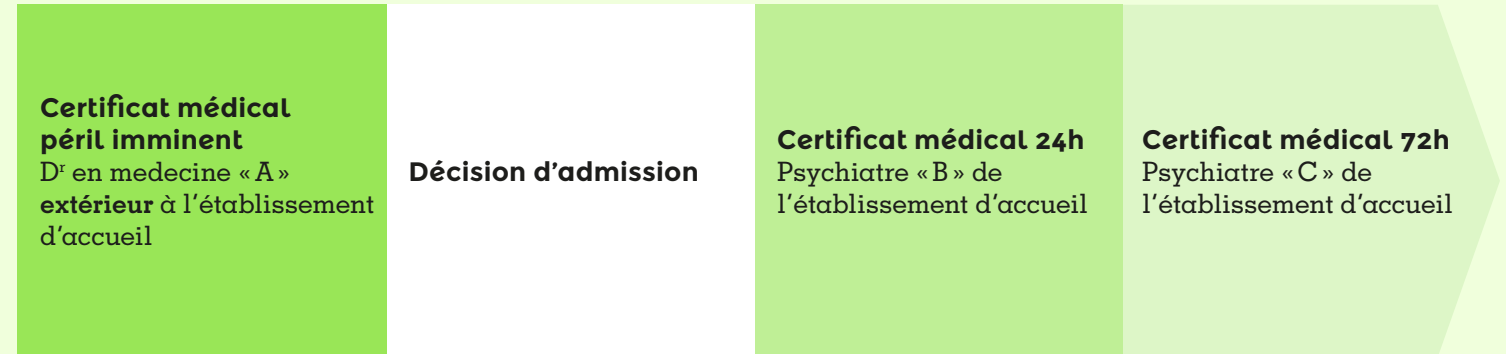 Certificat médical
péril imminent
Dʳ en medecine « A »
extérieur à l’établissement
d’accueil
Décision d’admission
Certificat médical 24h
Psychiatre « B » de
l’établissement d’accueil
Certificat médical 72h
Psychiatre « C » de
l’établissement d’accueil